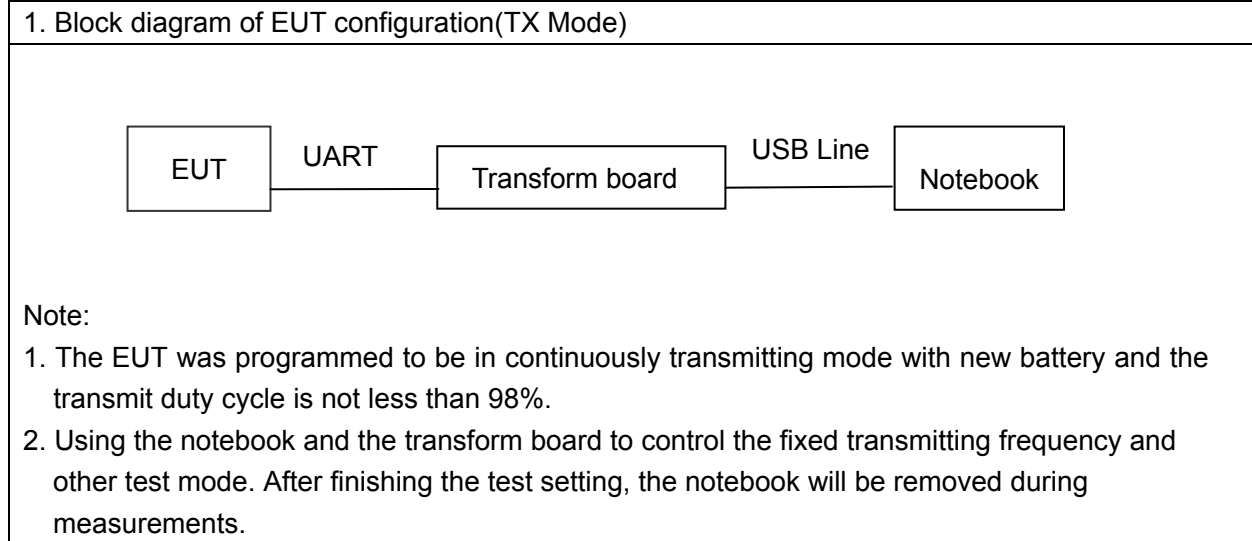 1. Block diagram of EUT configuration(TX Mode)
EUT
UART
Transform board
USB Line
Notebook
Note:
1. The EUT was programmed to be in continuously transmitting mode with new battery and the
transmit duty cycle is not less than 98%.
2. Using the notebook and the transform board to control the fixed transmitting frequency and
other test mode. After finishing the test setting, the notebook will be removed during
measurements.